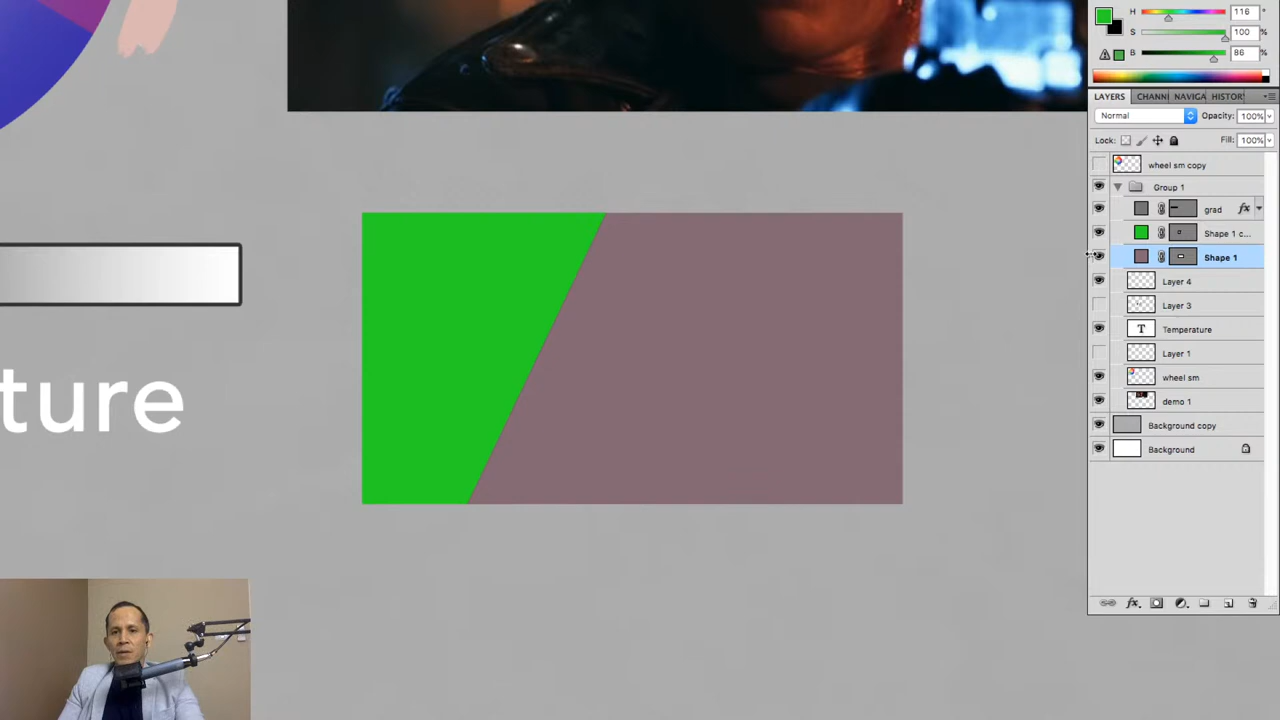 H 116 °
S 100 %
B 86 %
LAYERS CHANN NAVIGA HISTOR
Normal Opacity: 100%
Lock: Fill: 100%
wheel sm copy
Group 1
grad fx
Shape 1 c...
Shape 1
Layer 4
Layer 3
T Temperature
Layer 1
wheel sm
demo 1
Background copy
Background
ture
fx.